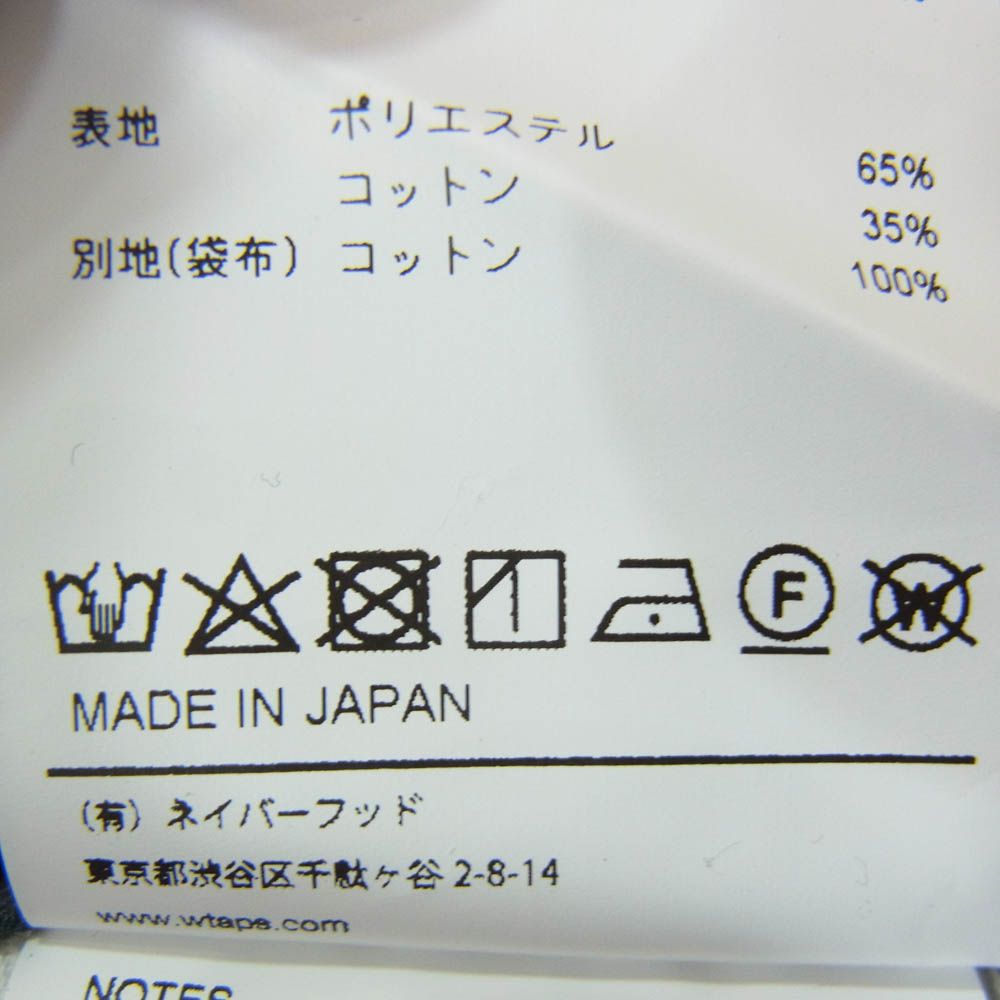 表地 ポリエステル 65%
コットン 35%
別地(袋布) コットン 100%
F
W
MADE IN JAPAN
(有) ネイバーフッド
東京都渋谷区千駄ヶ谷 2-8-14
www.wtaps.com
NOTES